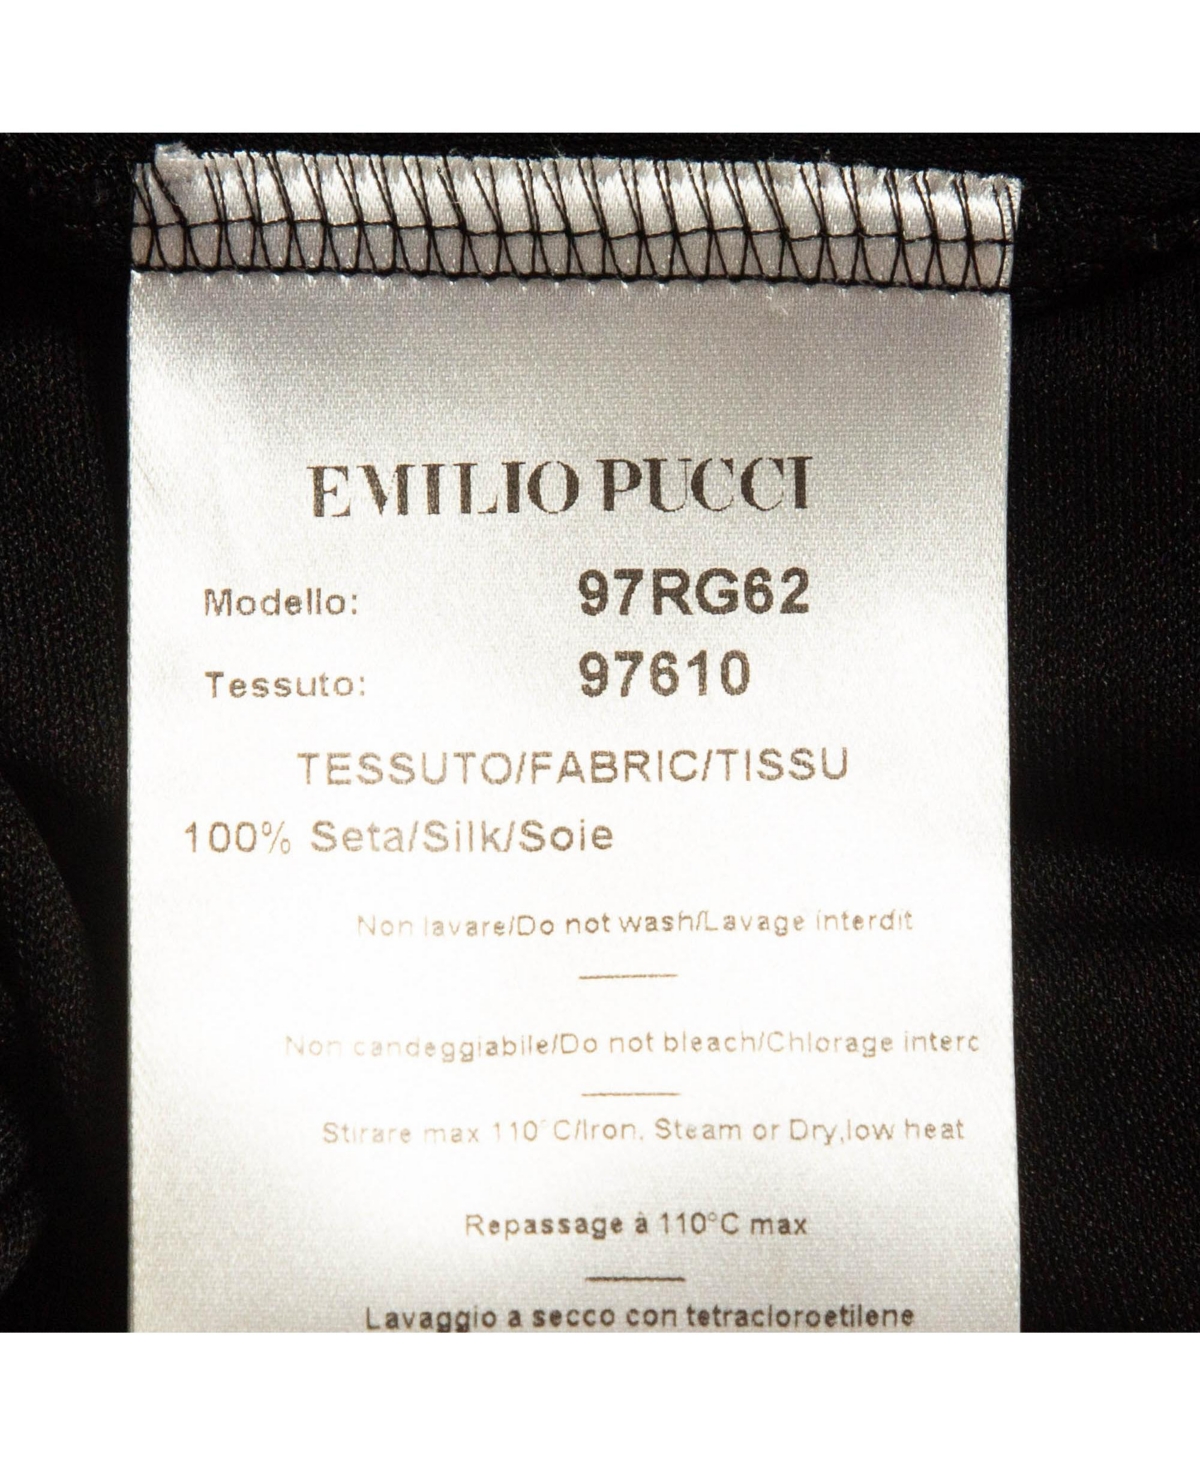 EMILIO PUCCI
Modello: 97RG62
Tessuto: 97610
TESSUTO/FABRIC/TISSU
100% Seta/Silk/Soie
Non lavare/Do not wash/Lavage interdit
Non candeggiabile/Do not bleach/Chlorage interc
Stirare max 110°C/Iron. Steam or Dry,low heat
Repassage à 110°C max
Lavaggio a secco con tetracloroetilene